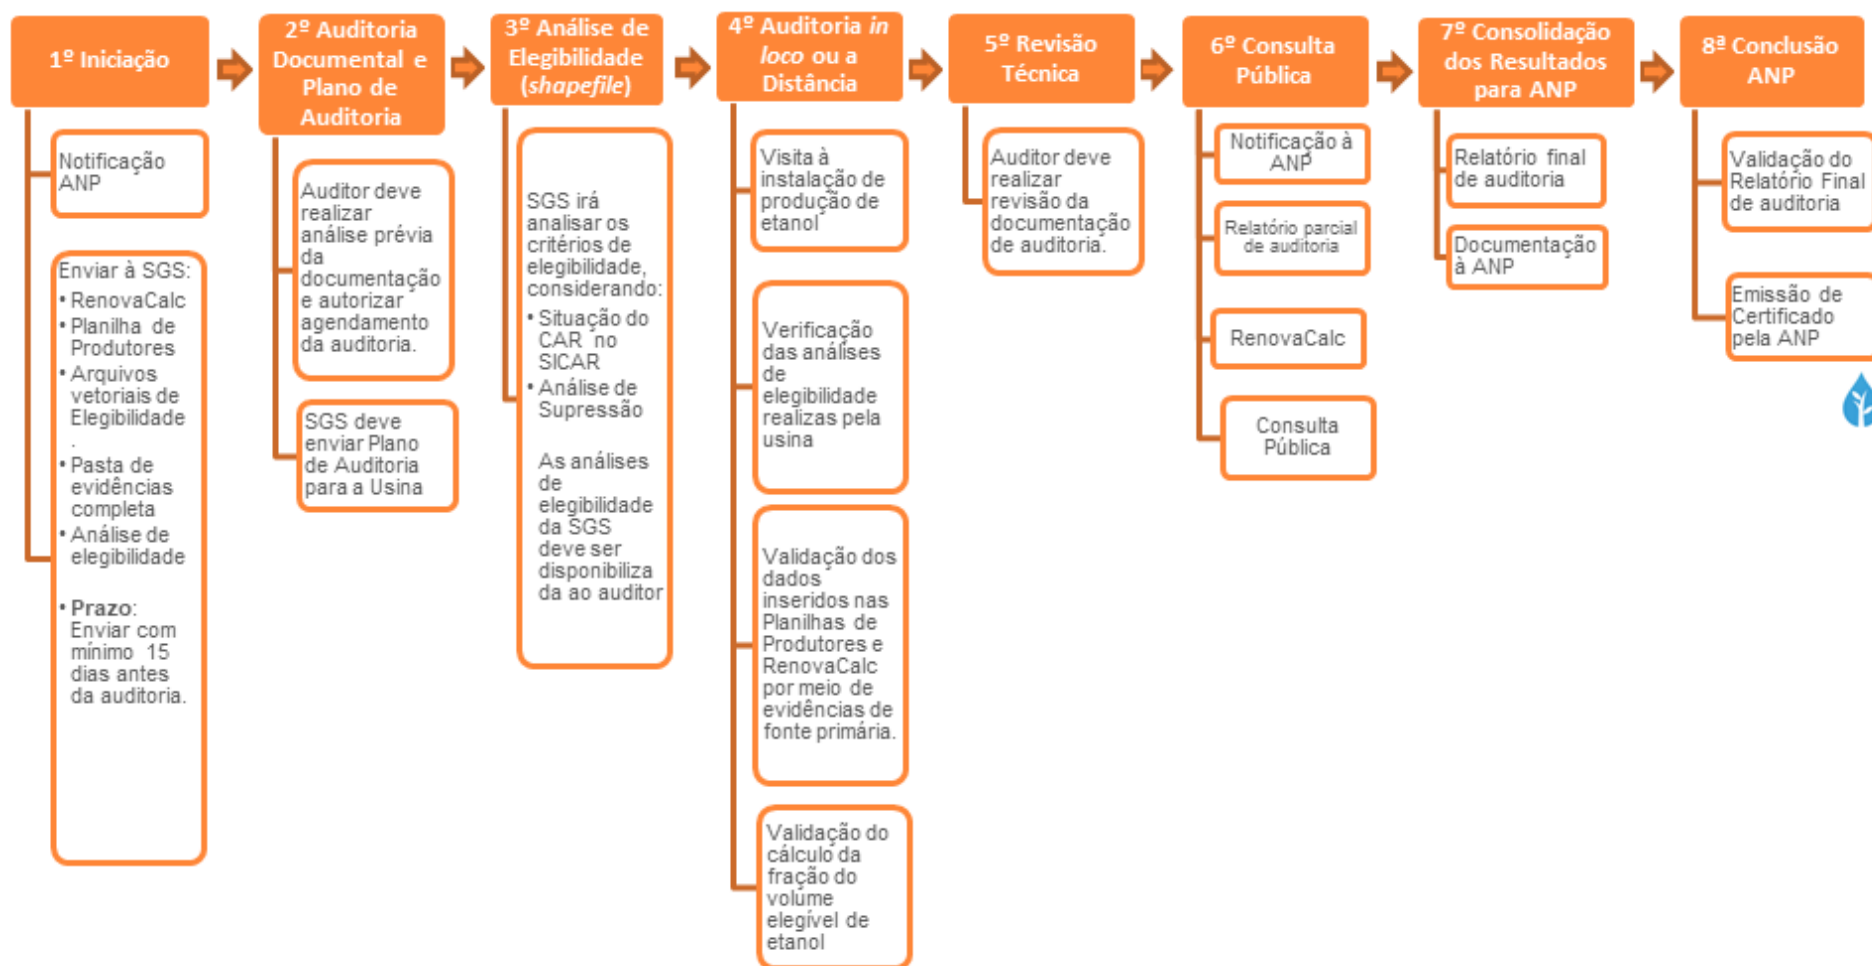 1º Iniciação
Notificação
ANP
Enviar à SGS:
• RenovaCalc
• Planilha de
Produtores
• Arquivos
vetoriais de
Elegibilidade
.
• Pasta de
evidências
completa
• Análise de
elegibilidade
• Prazo:
Enviar com
mínimo 15
dias antes
da auditoria.
2º Auditoria
Documental e
Plano de
Auditoria
Auditor deve
realizar
análise prévia
da
documentação
e autorizar
agendamento
da auditoria.
SGS deve
enviar Plano
de Auditoria
para a Usina
3º Análise de
Elegibilidade
(shapefile)
SGS irá
analisar os
critérios de
elegibilidade,
considerando:
• Situação do
CAR no
SICAR
• Análise de
Supressão
As análises
de
elegibilidade
da SGS
deve ser
disponibiliza
da ao auditor
4º Auditoria in
loco ou a
Distância
Visita à
instalação de
produção de
etanol
Verificação
das análises
de
elegibilidade
realizas pela
usina
Validação dos
dados
inseridos nas
Planilhas de
Produtores e
RenovaCalc
por meio de
evidências de
fonte primária.
Validação do
cálculo da
fração do
volume
elegível de
etanol
5º Revisão
Técnica
Auditor deve
realizar
revisão da
documentação
de auditoria.
6º Consulta
Pública
Notificação à
ANP
Relatório parcial
de auditoria
RenovaCalc
Consulta
Pública
7º Consolidação
dos Resultados
para ANP
Relatório final
de auditoria
Documentação
à ANP
8ª Conclusão
ANP
Validação do
Relatório Final
de auditoria
Emissão de
Certificado
pela ANP